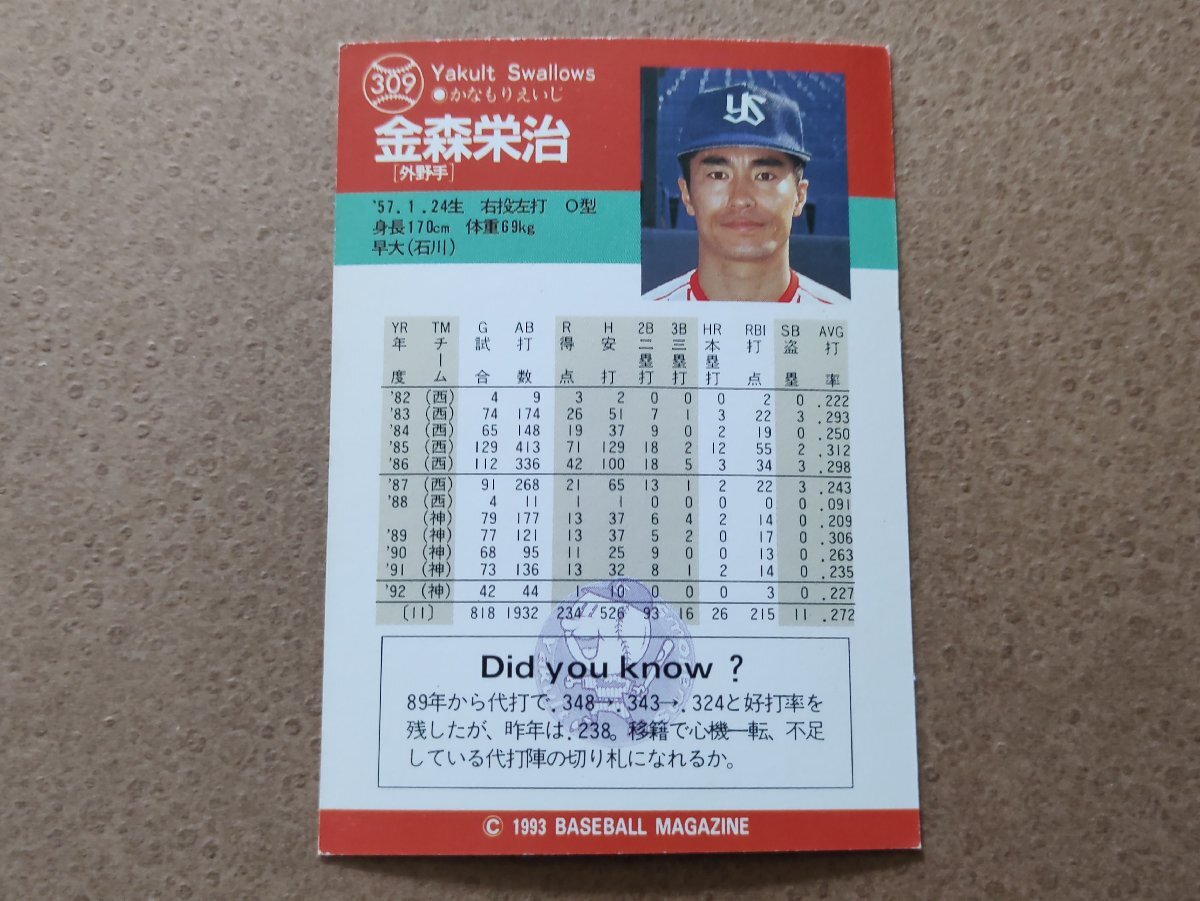 309 Yakult Swallows
●かなもりえいじ
金森栄治
[外野手]
YS
'57.1.24生 右投左打 O型
身長170cm 体重69kg
早大(石川)
YR TM G AB R H 2B 3B HR RBI SB AVG
年度 チーム 試合 打数 得点 安打 二塁打 三塁打 本塁打 打点 盗塁 打率
'82 (西) 4 9 3 2 0 0 0 2 0 .222
'83 (西) 74 174 26 51 7 1 3 22 3 .293
'84 (西) 65 148 19 37 9 0 2 19 0 .250
'85 (西) 129 413 71 129 18 2 12 55 2 .312
'86 (西) 112 336 42 100 18 5 3 34 3 .298
'87 (西) 91 268 21 65 13 1 2 22 3 .243
'88 (西) 4 11 1 1 0 0 0 0 0 .091
(神) 79 177 13 37 6 4 2 14 0 .209
'89 (神) 77 121 13 37 5 2 0 17 0 .306
'90 (神) 68 95 11 25 9 0 0 13 0 .263
'91 (神) 73 136 13 32 8 1 2 14 0 .235
'92 (神) 42 44 1 10 0 0 0 3 0 .227
〔11〕 818 1932 234 526 93 16 26 215 11 .272
Did you know ?
89年から代打で.348→.343→.324と好打率を
残したが、昨年は.238。移籍で心機一転、不足
している代打陣の切り札になれるか。
© 1993 BASEBALL MAGAZINE